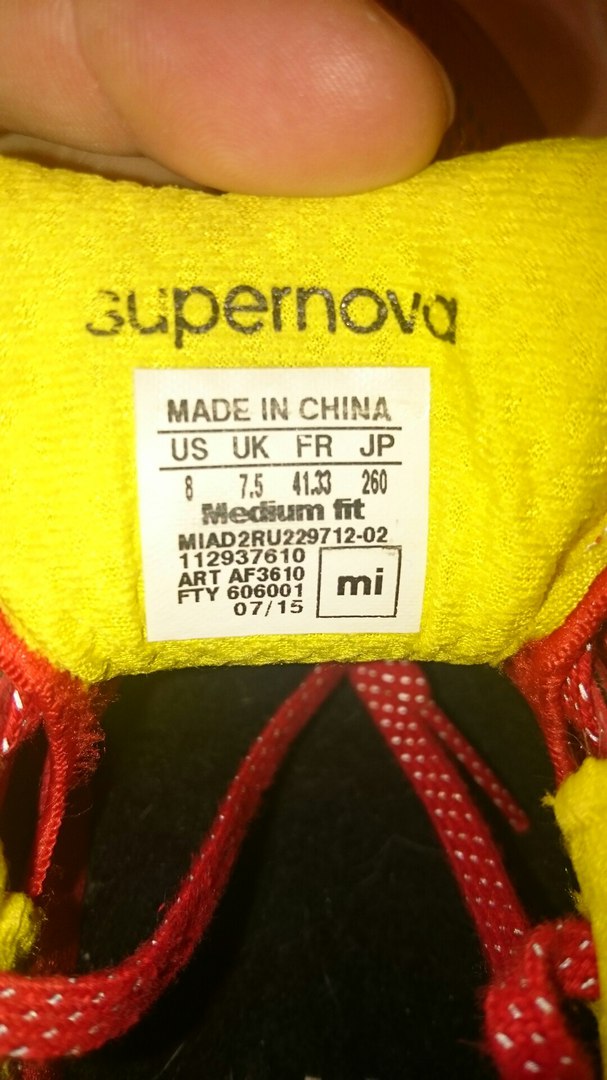 supernova
MADE IN CHINA
US UK FR JP
8 7.5 41.33 260
Medium fit
MIAD2RU229712-02
112937610
ART AF3610
FTY 606001
07/15
mi